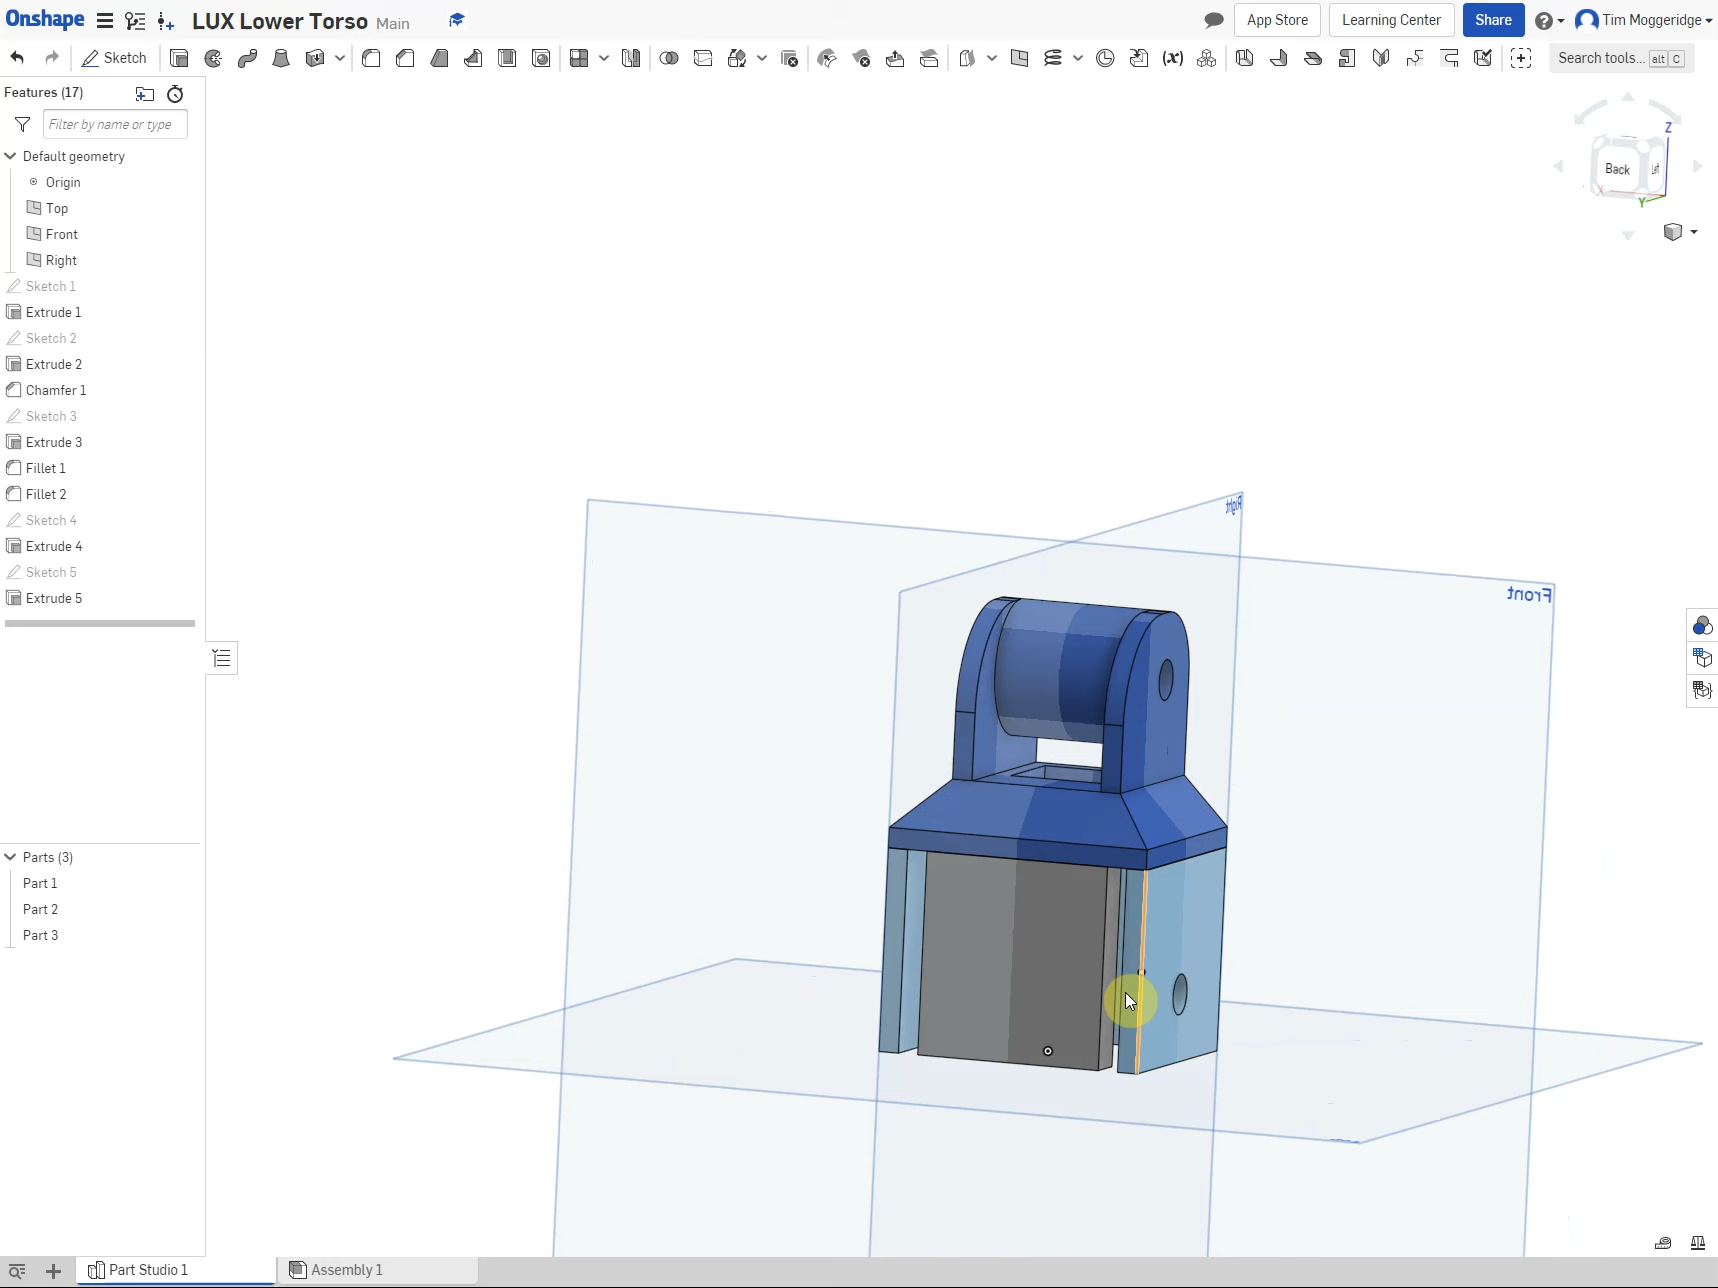 Onshape LUX Lower Torso Main App Store Learning Center Share Tim Moggeridge
Sketch Search tools... alt C
Features (17)
Filter by name or type
Default geometry
Origin
Top
Front
Right
Sketch 1
Extrude 1
Sketch 2
Extrude 2
Chamfer 1
Sketch 3
Extrude 3
Fillet 1
Fillet 2
Sketch 4
Extrude 4
Sketch 5
Extrude 5
Parts (3)
Part 1
Part 2
Part 3
Z
Back Left
X
Y
Right
Front
Part Studio 1 Assembly 1